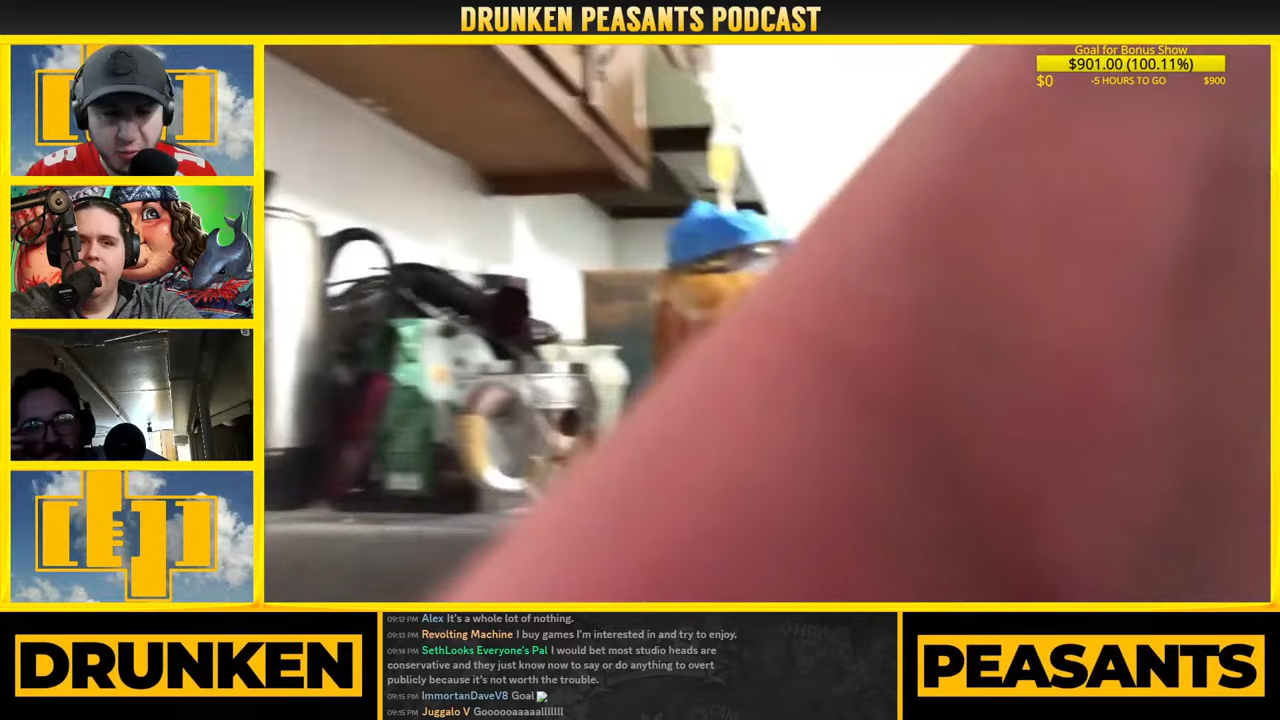 DRUNKEN PEASANTS PODCAST
Goal for Bonus Show
$901.00 (100.11%)
$0 -5 HOURS TO GO $900
DRUNKEN
09:12 PM Alex It's a whole lot of nothing.
09:13 PM Revolting Machine I buy games I'm interested in and try to enjoy.
09:14 PM SethLooks Everyone's Pal I would bet most studio heads are
conservative and they just know now to say or do anything to overt
publicly because it's not worth the trouble.
09:15 PM ImmortanDaveV8 Goal
09:15 PM Juggalo V Goooooaaaaalllllll
PEASANTS